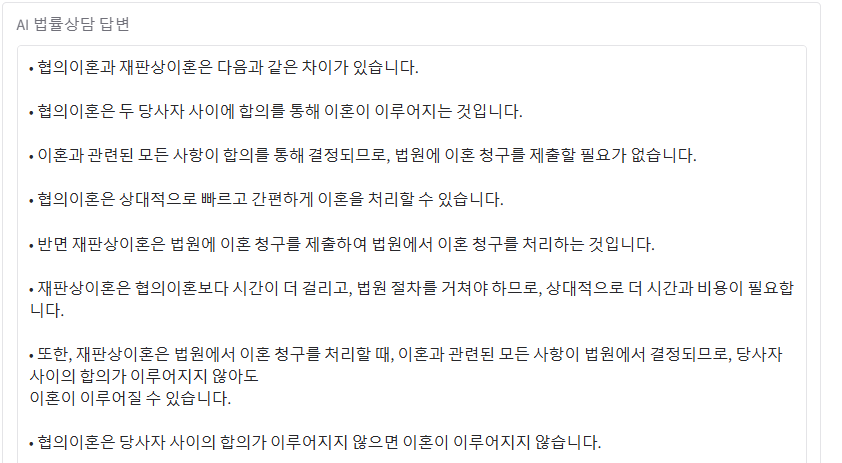 AI 법률상담 답변
• 협의이혼과 재판상이혼은 다음과 같은 차이가 있습니다.
• 협의이혼은 두 당사자 사이에 합의를 통해 이혼이 이루어지는 것입니다.
• 이혼과 관련된 모든 사항이 합의를 통해 결정되므로, 법원에 이혼 청구를 제출할 필요가 없습니다.
• 협의이혼은 상대적으로 빠르고 간편하게 이혼을 처리할 수 있습니다.
• 반면 재판상이혼은 법원에 이혼 청구를 제출하여 법원에서 이혼 청구를 처리하는 것입니다.
• 재판상이혼은 협의이혼보다 시간이 더 걸리고, 법원 절차를 거쳐야 하므로, 상대적으로 더 시간과 비용이 필요합
니다.
• 또한, 재판상이혼은 법원에서 이혼 청구를 처리할 때, 이혼과 관련된 모든 사항이 법원에서 결정되므로, 당사자
사이의 합의가 이루어지지 않아도
이혼이 이루어질 수 있습니다.
• 협의이혼은 당사자 사이의 합의가 이루어지지 않으면 이혼이 이루어지지 않습니다.